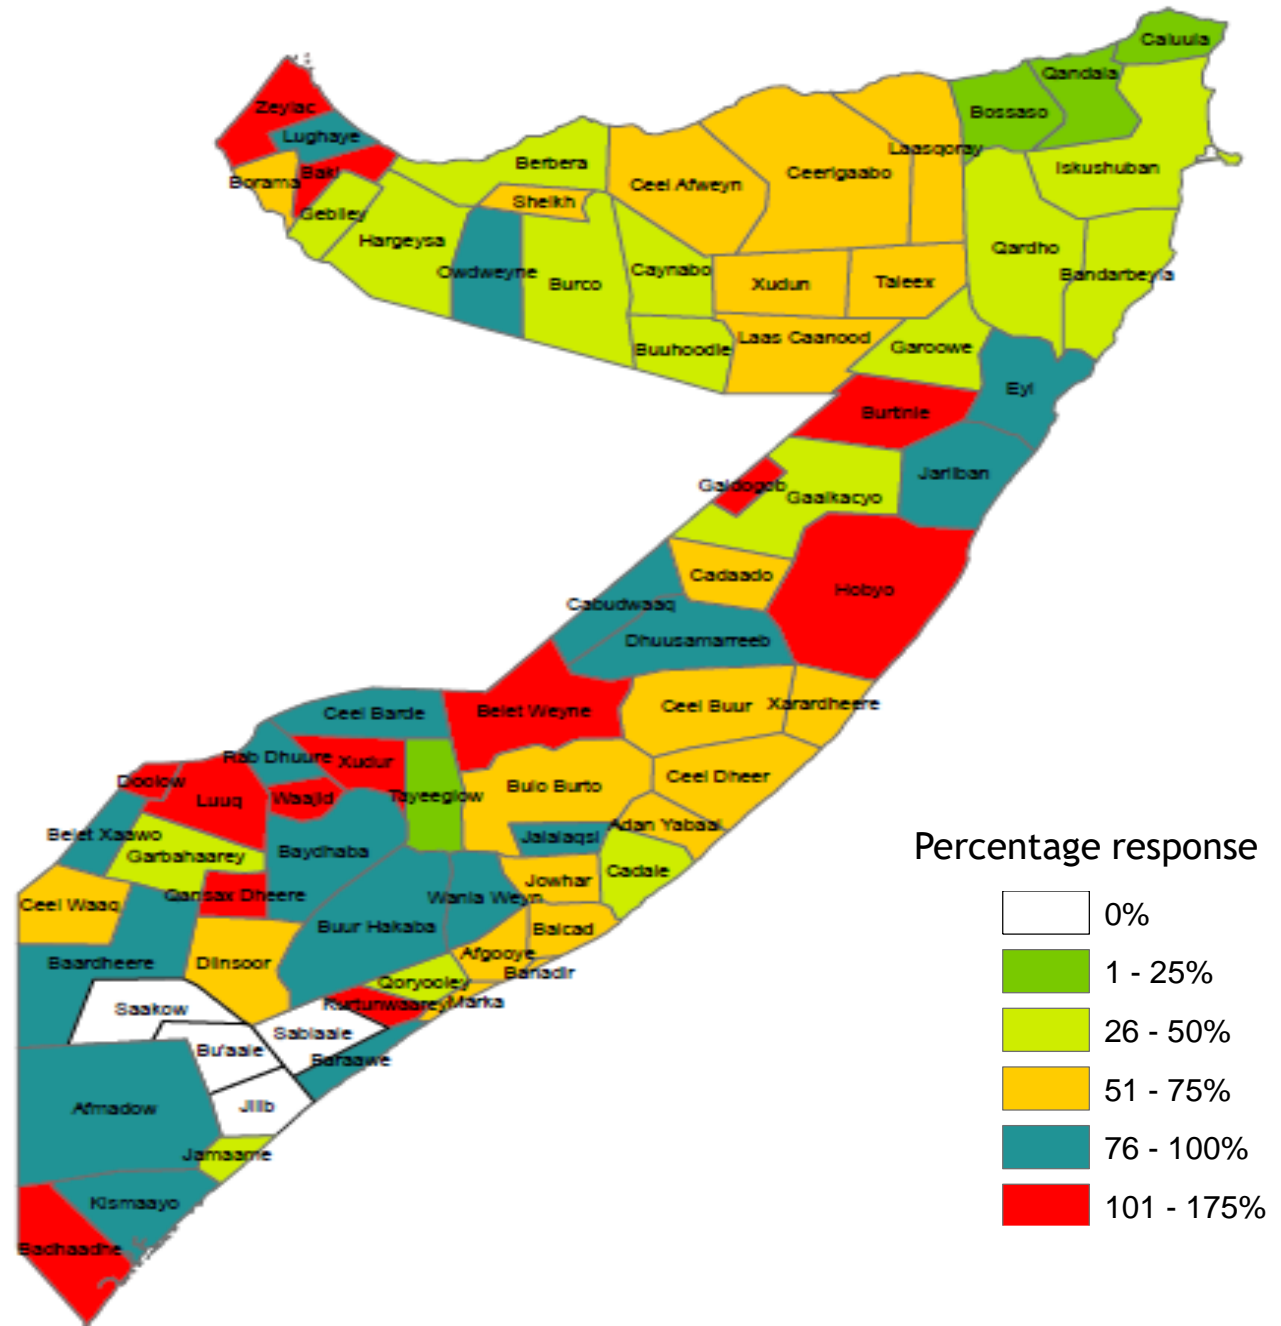 Caluula
Qandala
Bossaso
Zeylac
Lughaye
Laasqoray
Berbera
Iskushuban
Baki
Ceerigaabo
Borama
Ceel Afweyn
Sheikh
Gebiley
Hargeysa
Qardho
Owdweyne
Caynabo
Bandarbeyla
Burco
Xudun
Taleex
Laas Caanood
Buuhoodle
Garoowe
Eyl
Burtinle
Jariiban
Galdogob
Gaalkacyo
Cadaado
Hobyo
Cabudwaaq
Dhuusamarreeb
Ceel Barde
Belet Weyne
Ceel Buur
Xarardheere
Rab Dhuure
Xudur
Doolow
Ceel Dheer
Bulo Burto
Luuq
Waajid
Tayeeglow
Adan Yabaal
Belet Xaawo
Jalalaqsi
Garbahaarey
Baydhaba
Cadale
Jowhar
Qansax Dheere
Wanla Weyn
Ceel Waaq
Buur Hakaba
Balcad
Afgooye
Baardheere
Diinsoor
Banadir
Qoryooley
Kurtunwaarey
Marka
Saakow
Sablaale
Bu'aale
Baraawe
Afmadow
Jilib
Jamaame
Kismaayo
Badhaadhe
Percentage response
0%
1 - 25%
26 - 50%
51 - 75%
76 - 100%
101 - 175%